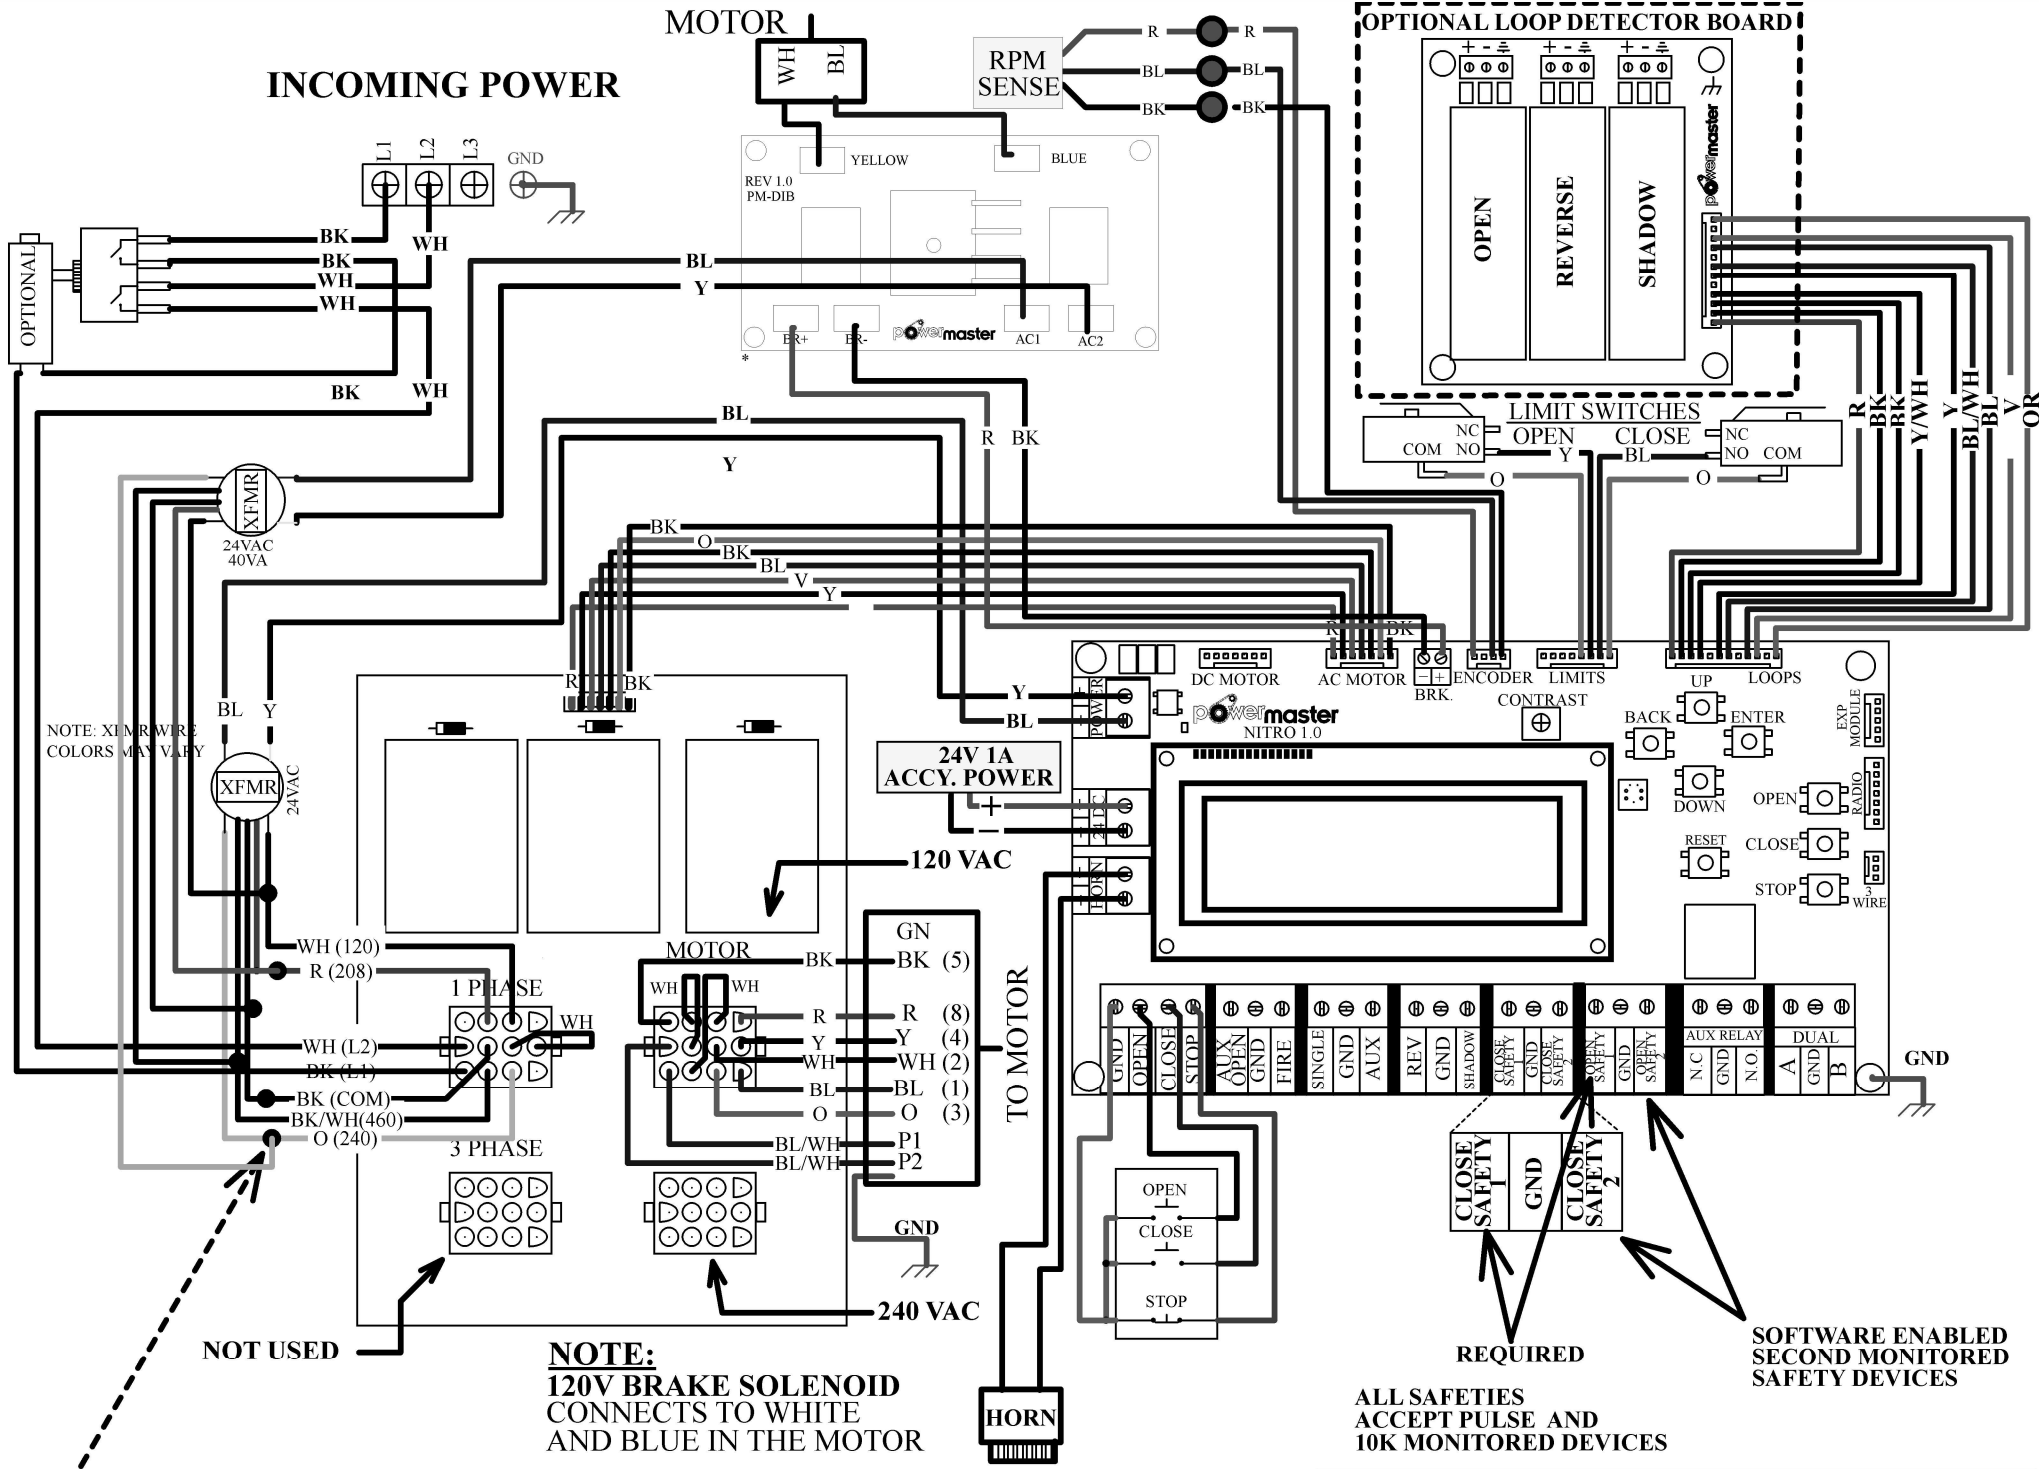 MOTOR
WH
BL
INCOMING POWER
L1
L2
L3
GND
RPM
SENSE
R
R
BL
BL
BK
BK
OPTIONAL LOOP DETECTOR BOARD
+ -
+ -
+ -
OPEN
REVERSE
SHADOW
powermaster
YELLOW
BLUE
REV 1.0
PM-DIB
BR+
BR-
powermaster
AC1
AC2
*
OPTIONAL
BK
BK
WH
WH
WH
BK
WH
BL
Y
BL
Y
R
BK
XFMR
24VAC
40VA
LIMIT SWITCHES
OPEN
CLOSE
NC
NO
COM
NC
NO
COM
Y
BL
O
O
R
BK
BK
Y/WH
Y
BL/WH
BL
V
OR
BK
O
BK
BL
V
Y
R
BK
R
BK
BL
Y
NOTE: XFMR WIRE
COLORS MAY VARY
XFMR
24VAC
Y
BL
POWER
DC MOTOR
AC MOTOR
- +
BRK.
ENCODER
LIMITS
LOOPS
powermaster
NITRO 1.0
CONTRAST
UP
BACK
ENTER
DOWN
EXP
MODULE
OPEN
RADIO
CLOSE
RESET
STOP
3
WIRE
24V 1A
ACCY. POWER
+
-
24 DC
HORN
120 VAC
WH (120)
R (208)
1 PHASE
WH
WH (L2)
BK (L1)
BK (COM)
BK/WH(460)
O (240)
3 PHASE
MOTOR
WH
WH
BK
R
Y
WH
BL
O
BL/WH
BL/WH
GN
BK (5)
R (8)
Y (4)
WH (2)
BL (1)
O (3)
P1
P2
TO MOTOR
GND
240 VAC
NOT USED
NOTE:
120V BRAKE SOLENOID
CONNECTS TO WHITE
AND BLUE IN THE MOTOR
HORN
GND
OPEN
CLOSE
STOP
AUX
OPEN
GND
FIRE
SINGLE
GND
AUX
REV
GND
SHADOW
CLOSE
SAFETY
1
GND
CLOSE
SAFETY
2
OPEN
SAFETY
GND
OPEN
SAFETY
2
AUX RELAY
N.C
GND
N.O.
DUAL
A
GND
B
GND
OPEN
CLOSE
STOP
CLOSE
SAFETY
1
GND
CLOSE
SAFETY
2
REQUIRED
SOFTWARE ENABLED
SECOND MONITORED
SAFETY DEVICES
ALL SAFETIES
ACCEPT PULSE AND
10K MONITORED DEVICES